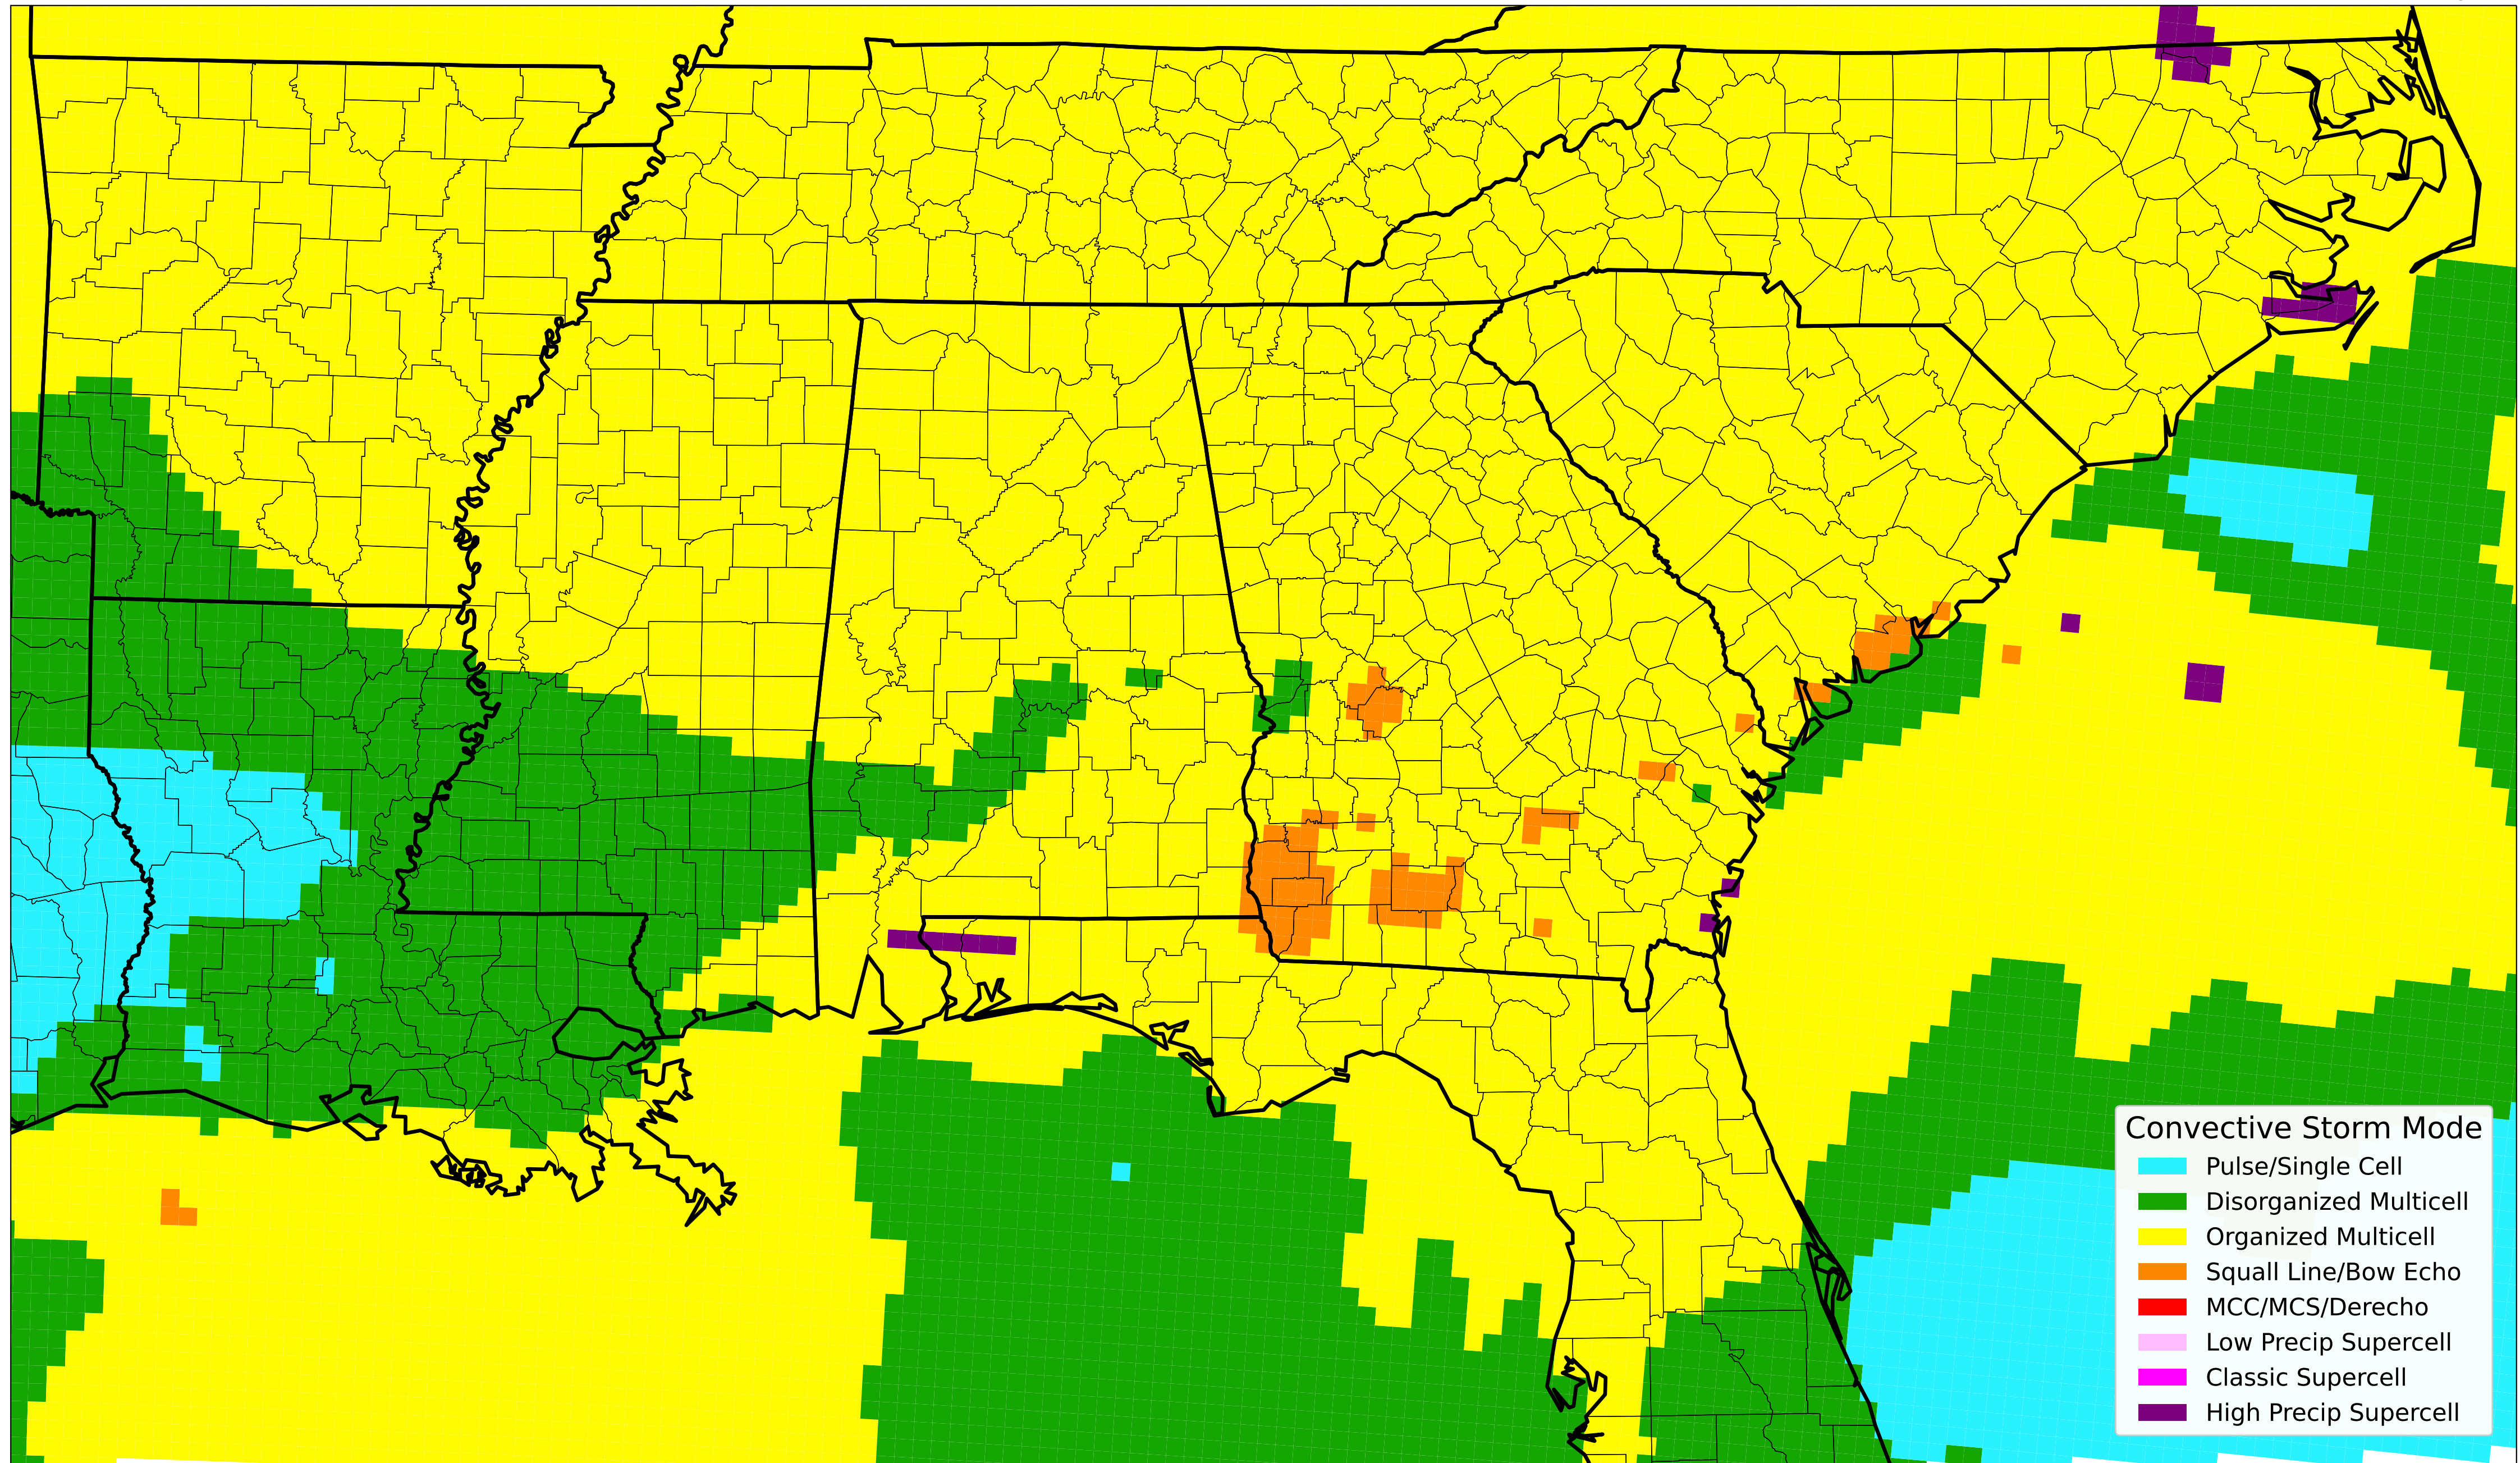 Convective Storm Mode
Pulse/Single Cell
Disorganized Multicell
Organized Multicell
Squall Line/Bow Echo
MCC/MCS/Derecho
Low Precip Supercell
Classic Supercell
High Precip Supercell